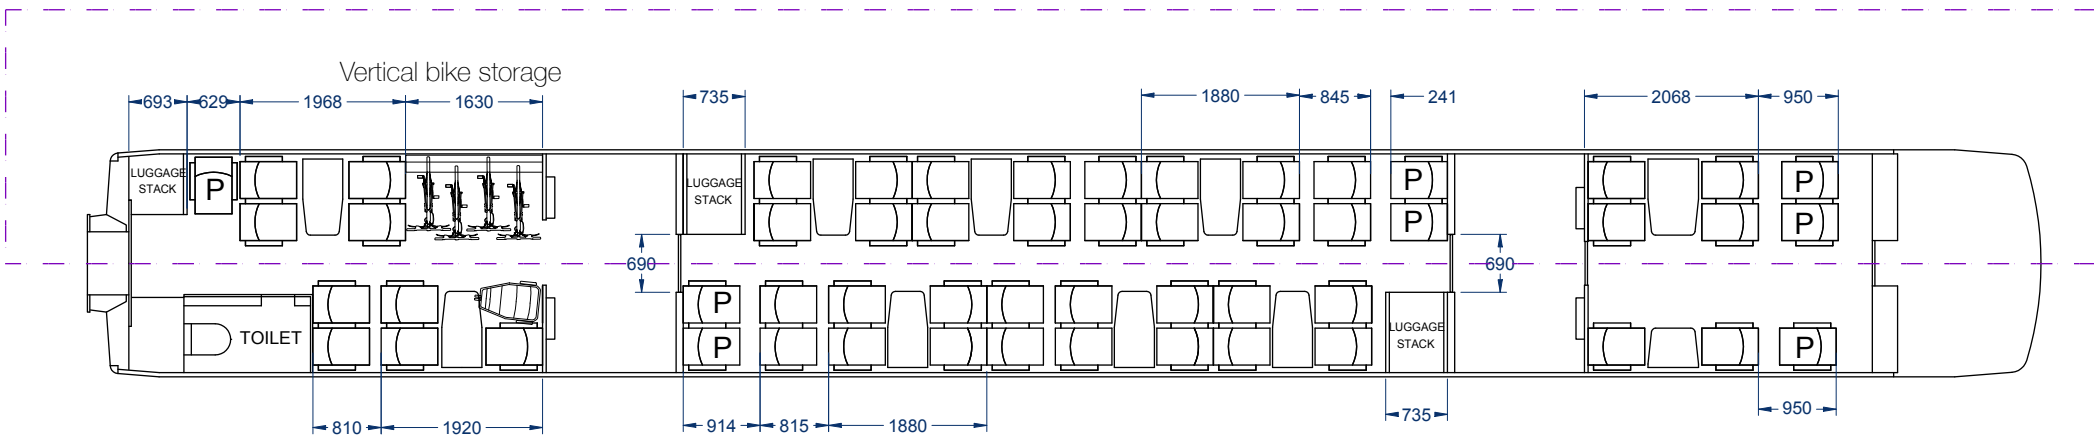 Vertical bike storage
693 629 1968 1630 735 1880 845 241 2068 950
LUGGAGE
STACK
P
LUGGAGE
STACK
P
P
P
P
690
690
TOILET
P
P
LUGGAGE
STACK
P
810 1920 914 815 1880 735 950